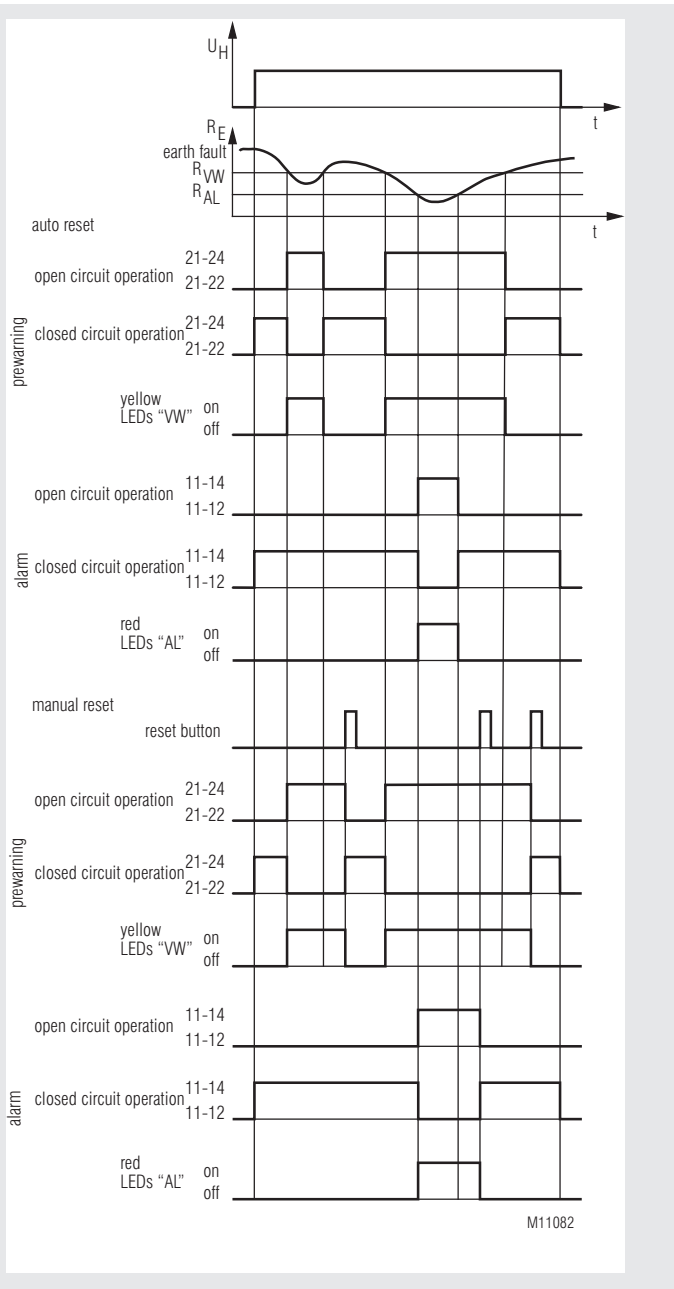 U_H
t
R_E
earth fault
R_VW
R_AL
t
auto reset
prewarning
open circuit operation 21-24
21-22
closed circuit operation 21-24
21-22
yellow
LEDs “VW” on
off
alarm
open circuit operation 11-14
11-12
closed circuit operation 11-14
11-12
red
LEDs “AL” on
off
manual reset
reset button
prewarning
open circuit operation 21-24
21-22
closed circuit operation 21-24
21-22
yellow
LEDs “VW” on
off
alarm
open circuit operation 11-14
11-12
closed circuit operation 11-14
11-12
red
LEDs “AL” on
off
M11082